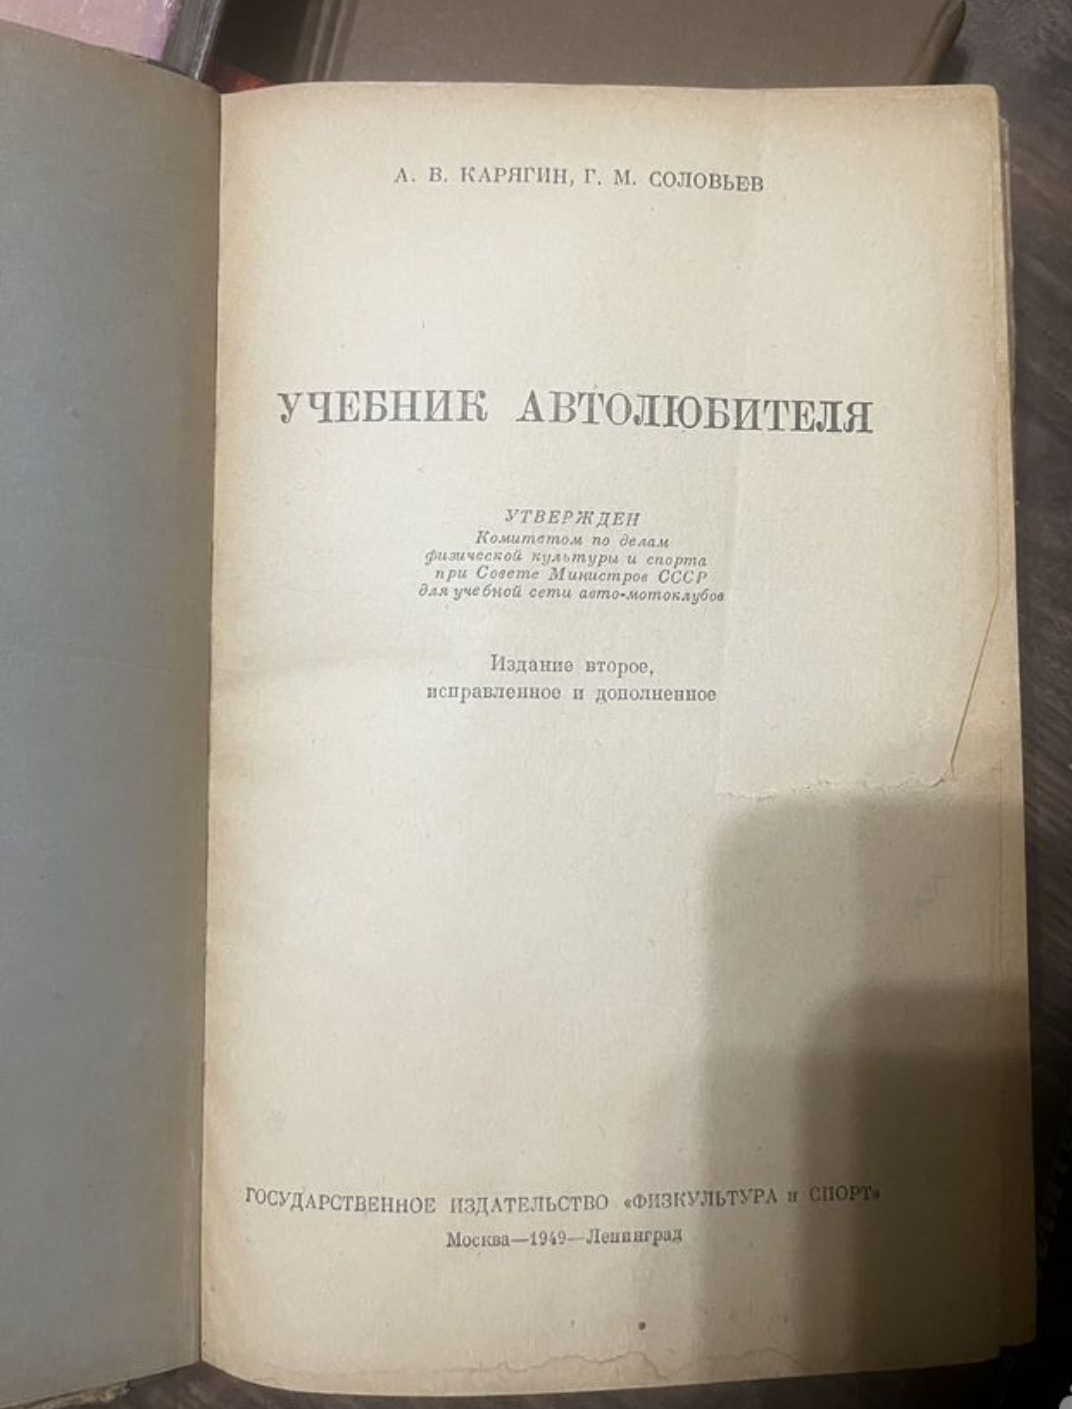 А. В. КАРЯГИН, Г. М. СОЛОВЬЕВ
УЧЕБНИК АВТОЛЮБИТЕЛЯ
УТВЕРЖДЕН
Комитетом по делам
физической культуры и спорта
при Совете Министров СССР
для учебной сети авто-мотоклубов
Издание второе,
исправленное и дополненное
ГОСУДАРСТВЕННОЕ ИЗДАТЕЛЬСТВО «ФИЗКУЛЬТУРА и СПОРТ»
Москва—1949—Ленинград